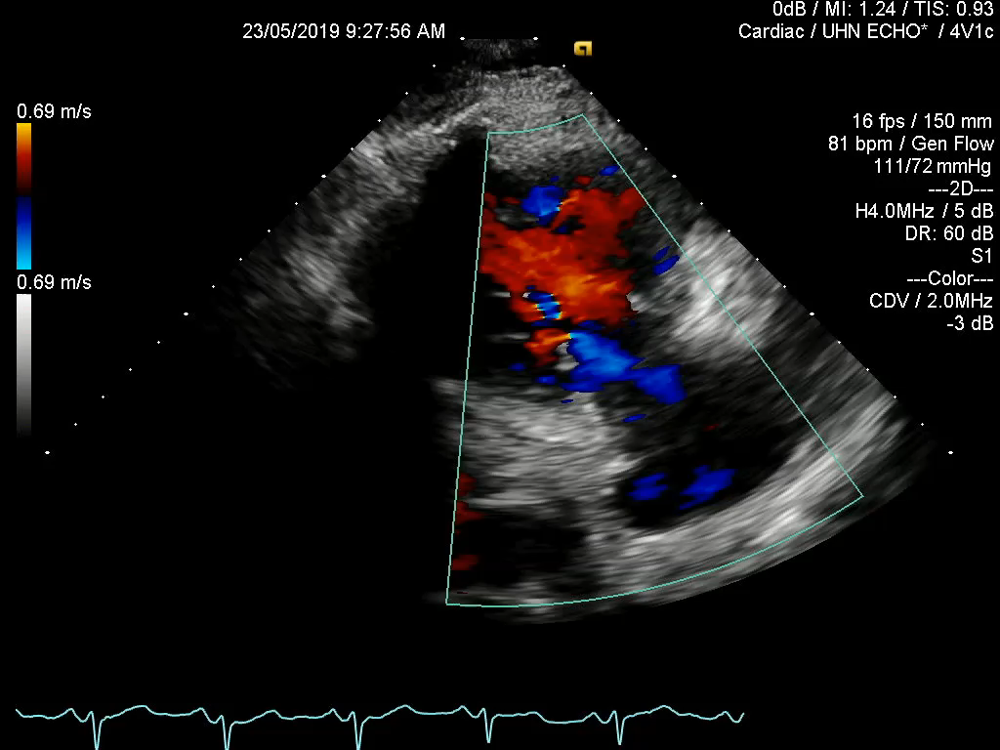 0dB / MI: 1.24 / TIS: 0.93
23/05/2019 9:27:56 AM
Cardiac / UHN ECHO* / 4V1c
0.69 m/s
16 fps / 150 mm
81 bpm / Gen Flow
111/72 mmHg
---2D---
H4.0MHz / 5 dB
DR: 60 dB
S1
---Color---
CDV / 2.0MHz
-3 dB
0.69 m/s